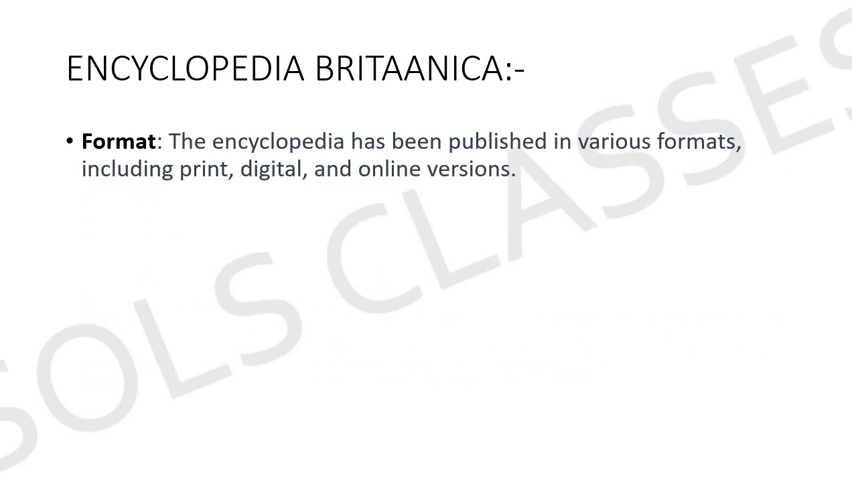 ENCYCLOPEDIA BRITAANICA:-
• Format: The encyclopedia has been published in various formats,
including print, digital, and online versions.
SOLS CLASSES